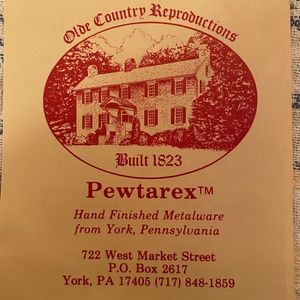 Olde Country Reproductions
Built 1823
Pewtarex™
Hand Finished Metalware
from York, Pennsylvania
722 West Market Street
P.O. Box 2617
York, PA 17405 (717) 848-1859